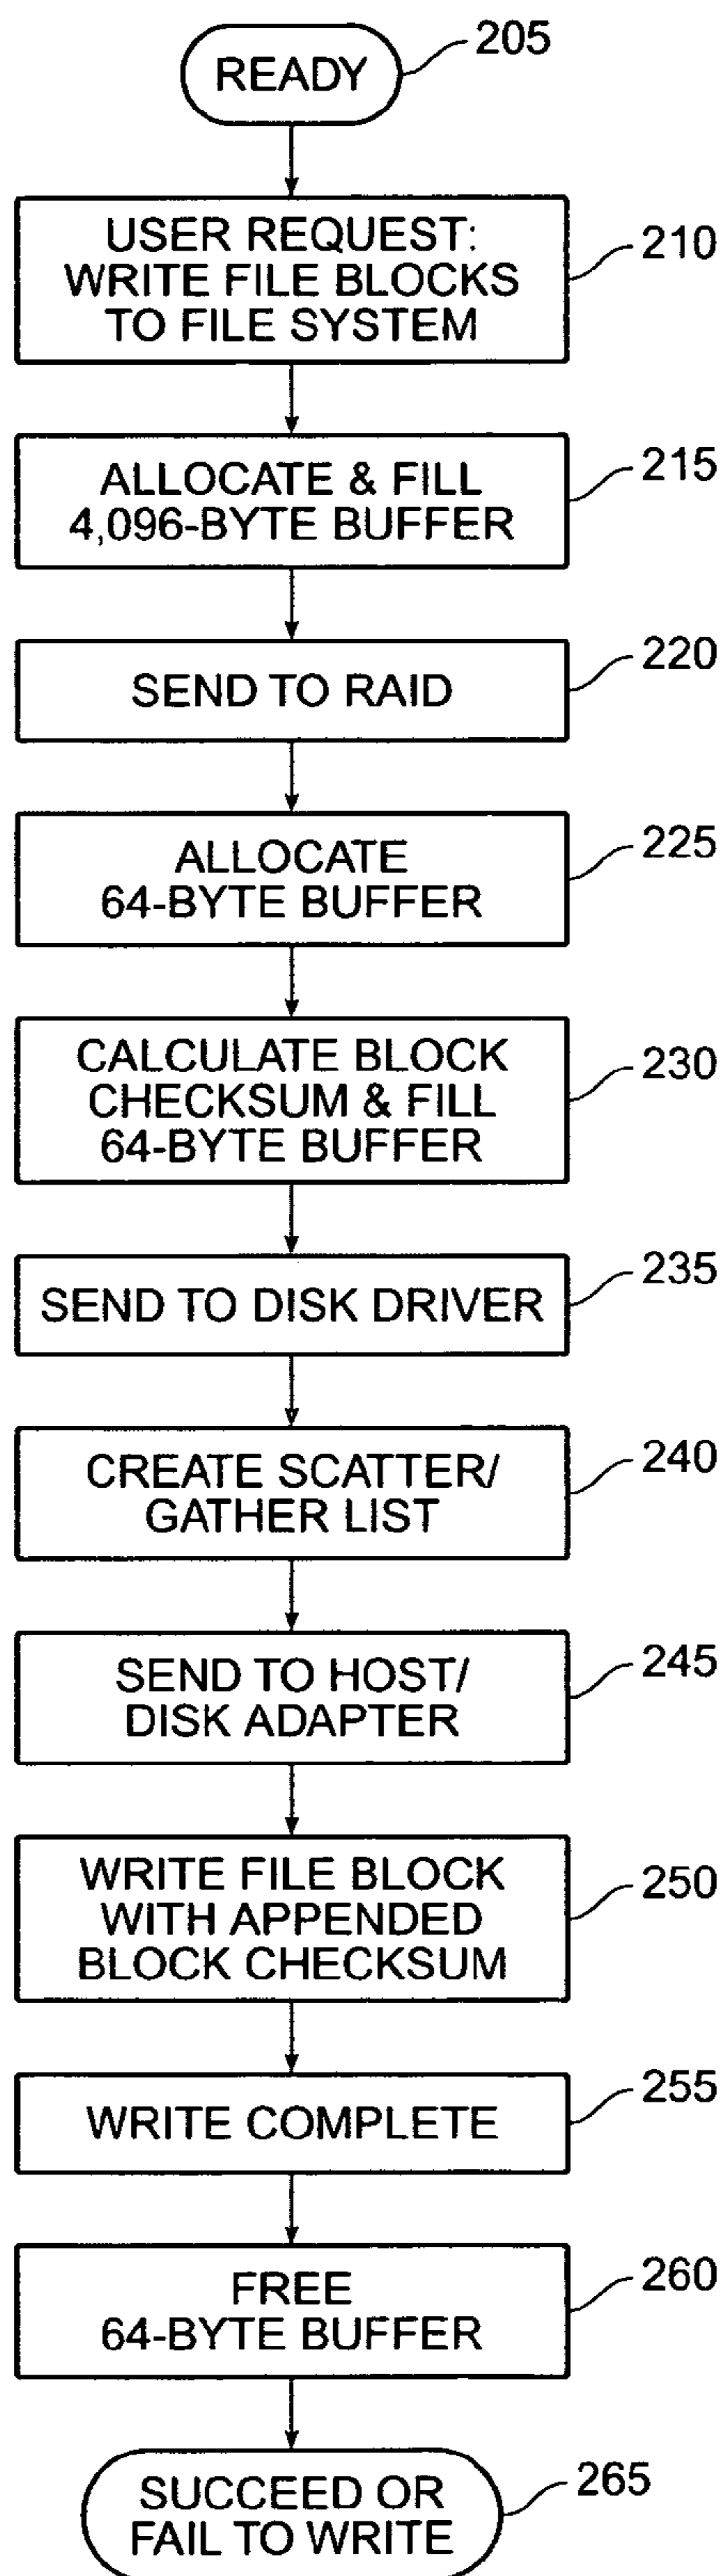 READY
205
USER REQUEST:
WRITE FILE BLOCKS
TO FILE SYSTEM
210
ALLOCATE & FILL
4,096-BYTE BUFFER
215
SEND TO RAID
220
ALLOCATE
64-BYTE BUFFER
225
CALCULATE BLOCK
CHECKSUM & FILL
64-BYTE BUFFER
230
SEND TO DISK DRIVER
235
CREATE SCATTER/
GATHER LIST
240
SEND TO HOST/
DISK ADAPTER
245
WRITE FILE BLOCK
WITH APPENDED
BLOCK CHECKSUM
250
WRITE COMPLETE
255
FREE
64-BYTE BUFFER
260
SUCCEED OR
FAIL TO WRITE
265